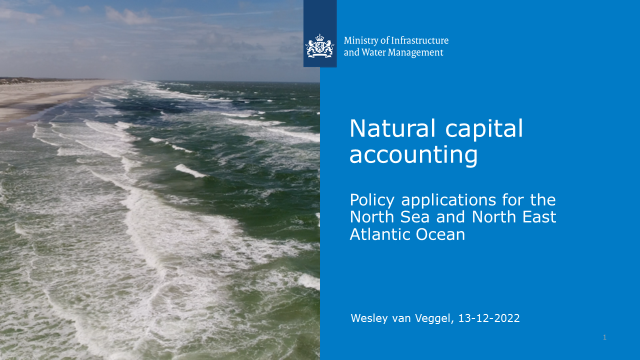 Ministry of Infrastructure
and Water Management
Natural capital
accounting
Policy applications for the
North Sea and North East
Atlantic Ocean
Wesley van Veggel, 13-12-2022
1